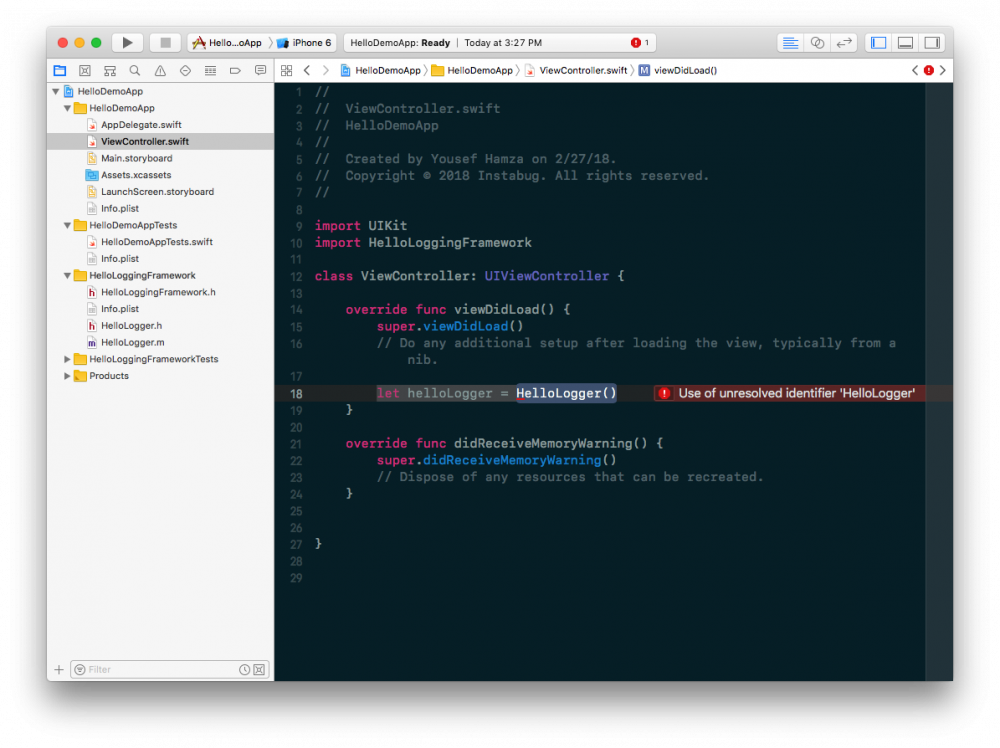 Hello...oApp iPhone 6 HelloDemoApp: Ready | Today at 3:27 PM 1
HelloDemoApp HelloDemoApp ViewController.swift M viewDidLoad()
HelloDemoApp
HelloDemoApp
AppDelegate.swift
ViewController.swift
Main.storyboard
Assets.xcassets
LaunchScreen.storyboard
Info.plist
HelloDemoAppTests
HelloDemoAppTests.swift
Info.plist
HelloLoggingFramework
h HelloLoggingFramework.h
Info.plist
h HelloLogger.h
m HelloLogger.m
HelloLoggingFrameworkTests
Products
Filter
1 //
2 // ViewController.swift
3 // HelloDemoApp
4 //
5 // Created by Yousef Hamza on 2/27/18.
6 // Copyright © 2018 Instabug. All rights reserved.
7 //
8
9 import UIKit
10 import HelloLoggingFramework
11
12 class ViewController: UIViewController {
13
14 override func viewDidLoad() {
15 super.viewDidLoad()
16 // Do any additional setup after loading the view, typically from a
nib.
17
18 let helloLogger = HelloLogger() Use of unresolved identifier 'HelloLogger'
19 }
20
21 override func didReceiveMemoryWarning() {
22 super.didReceiveMemoryWarning()
23 // Dispose of any resources that can be recreated.
24 }
25
26
27 }
28
29